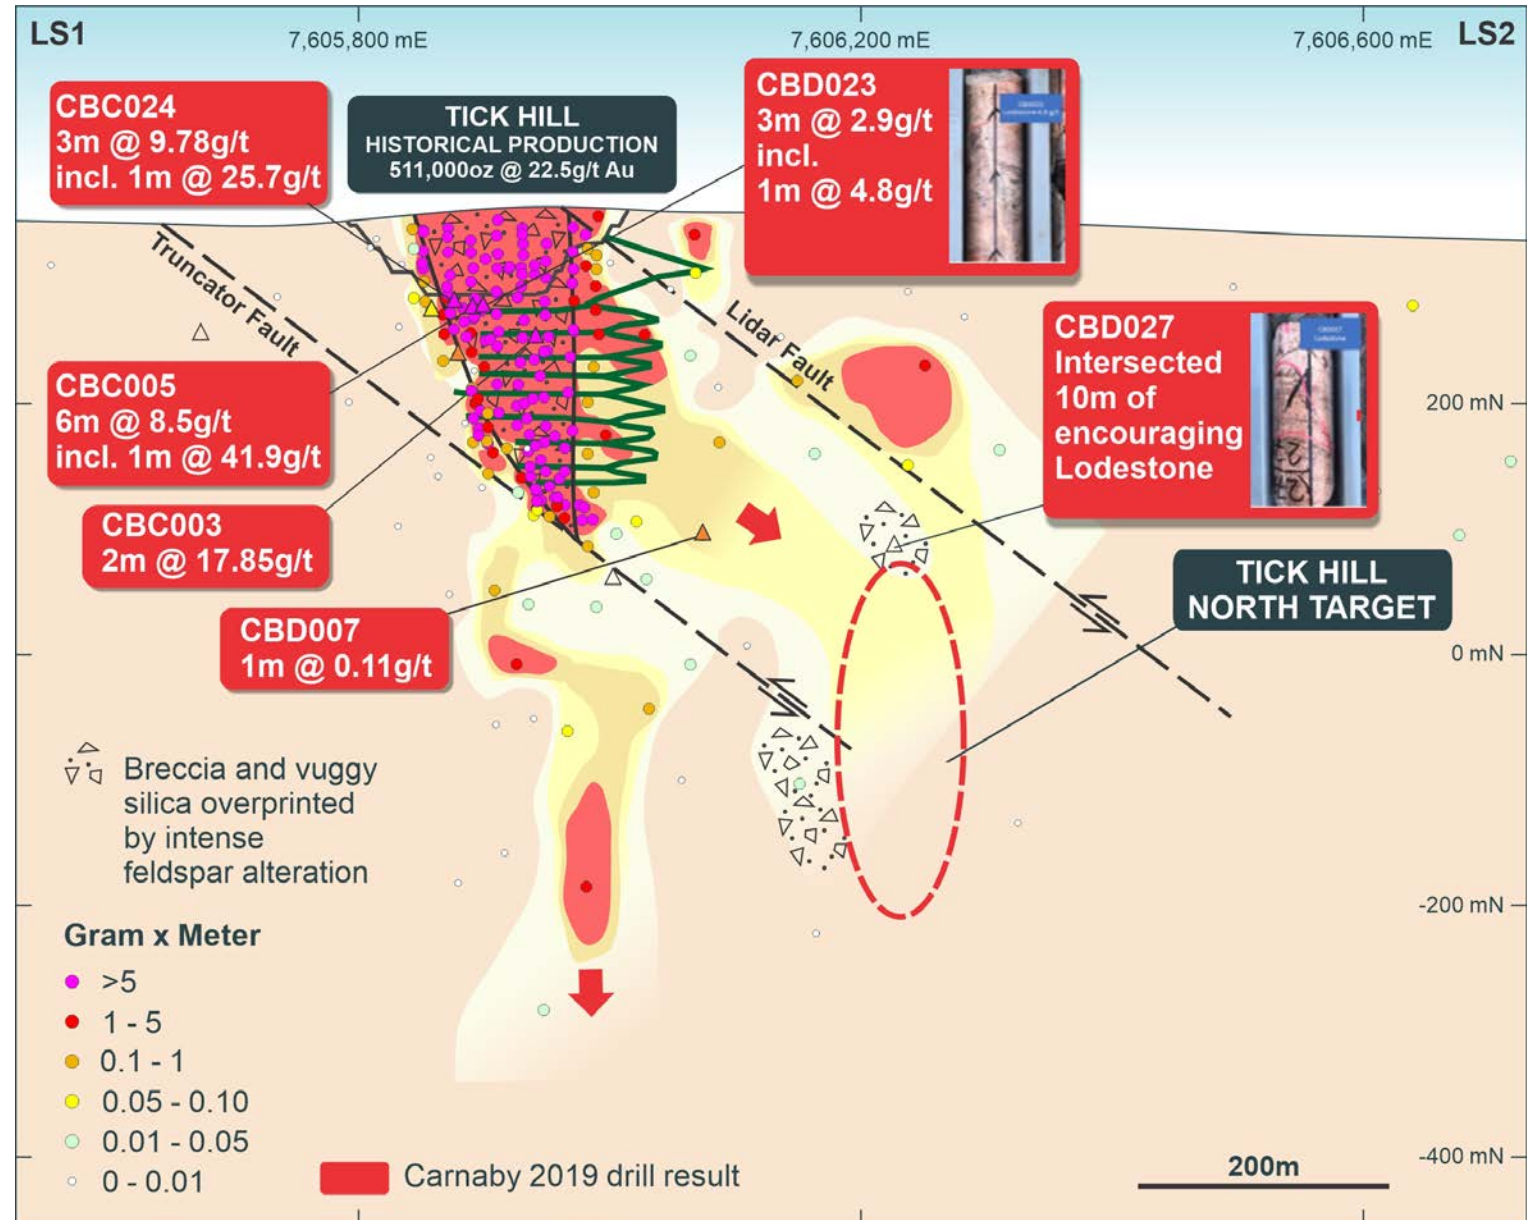 LS1
7,605,800 mE
7,606,200 mE
7,606,600 mE
LS2
CBC024
3m @ 9.78g/t
incl. 1m @ 25.7g/t
TICK HILL
HISTORICAL PRODUCTION
511,000oz @ 22.5g/t Au
CBD023
3m @ 2.9g/t
incl.
1m @ 4.8g/t
Truncator Fault
Lidar Fault
CBD027
Intersected
10m of
encouraging
Lodestone
CBC005
6m @ 8.5g/t
incl. 1m @ 41.9g/t
200 mN
CBC003
2m @ 17.85g/t
TICK HILL
NORTH TARGET
CBD007
1m @ 0.11g/t
0 mN
Breccia and vuggy
silica overprinted
by intense
feldspar alteration
-200 mN
Gram x Meter
>5
1 - 5
0.1 - 1
0.05 - 0.10
0.01 - 0.05
0 - 0.01
Carnaby 2019 drill result
200m
-400 mN